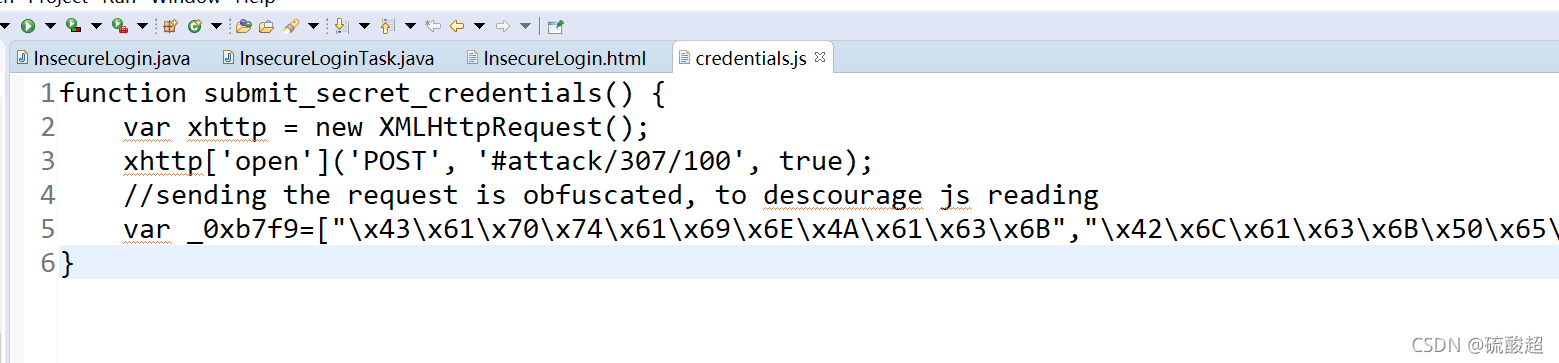 Project Run Window Help
InsecureLogin.java InsecureLoginTask.java InsecureLogin.html credentials.js
1 function submit_secret_credentials() {
2 var xhttp = new XMLHttpRequest();
3 xhttp['open']('POST', '#attack/307/100', true);
4 //sending the request is obfuscated, to descourage js reading
5 var _0xb7f9=["\x43\x61\x70\x74\x61\x69\x6E\x4A\x61\x63\x6B","\x42\x6C\x61\x63\x6B\x50\x65\
6 }
CSDN @硫酸超